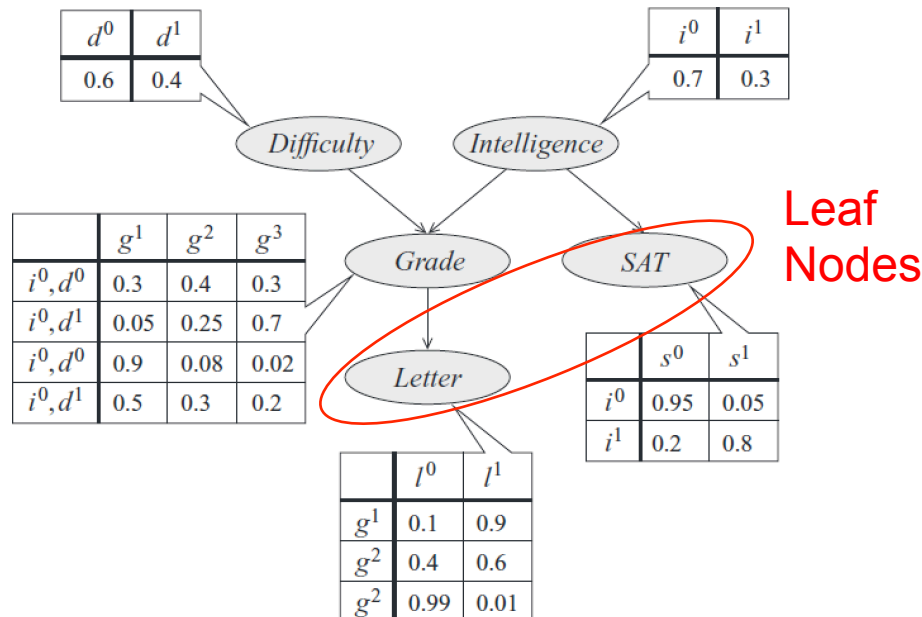 d⁰ d¹
0.6 0.4
i⁰ i¹
0.7 0.3
Difficulty
Intelligence
Leaf
Nodes
g¹ g² g³
i⁰, d⁰ 0.3 0.4 0.3
i⁰, d¹ 0.05 0.25 0.7
i⁰, d⁰ 0.9 0.08 0.02
i⁰, d¹ 0.5 0.3 0.2
Grade
SAT
Letter
s⁰ s¹
i⁰ 0.95 0.05
i¹ 0.2 0.8
l⁰ l¹
g¹ 0.1 0.9
g² 0.4 0.6
g² 0.99 0.01